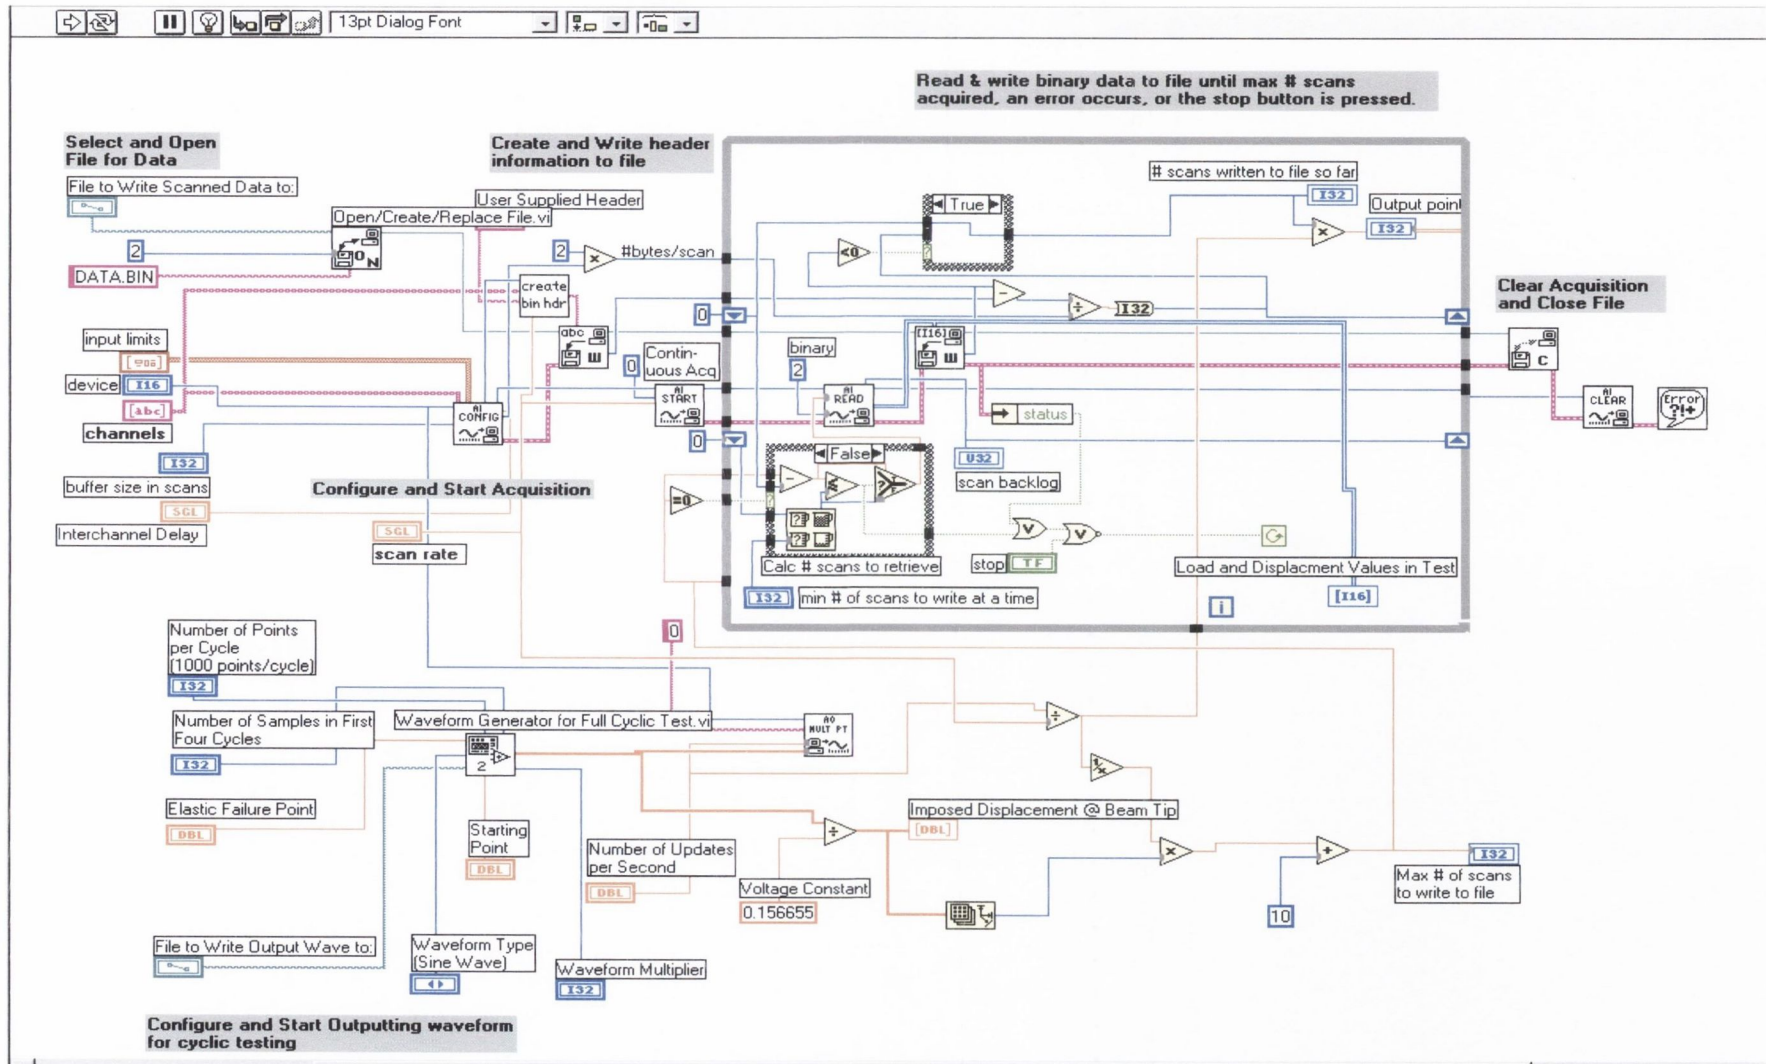 13pt Dialog Font
Read & write binary data to file until max # scans
acquired, an error occurs, or the stop button is pressed.
Select and Open
File for Data
Create and Write header
information to file
File to Write Scanned Data to:
User Supplied Header
Open/Create/Replace File.vi
2
DATA.BIN
ON
2
×
#bytes/scan
create
bin hdr
abc
W
# scans written to file so far
I32
Output point
I32
×
True
<0
?
−
÷
I32
Clear Acquisition
and Close File
C
input limits
device
I16
[abc]
channels
I32
buffer size in scans
SGL
Interchannel Delay
AI
CONFIG
0
Contin-
uous Acq
AI
START
0
binary
2
AI
READ
[I16]
W
0
status
U32
scan backlog
AI
CLEAR
Error
?!+
Configure and Start Acquisition
SGL
scan rate
=0
False
−
?
?
?
Calc # scans to retrieve
I32
min # of scans to write at a time
V
V
stop
TF
Load and Displacment Values in Test
[I16]
i
Number of Points
per Cycle
(1000 points/cycle)
I32
0
Number of Samples in First
Four Cycles
I32
Waveform Generator for Full Cyclic Test.vi
2
AO
MULT PT
÷
1/x
Elastic Failure Point
DBL
Starting
Point
DBL
Number of Updates
per Second
DBL
÷
Voltage Constant
0.156655
Imposed Displacement @ Beam Tip
[DBL]
×
+
10
I32
Max # of scans
to write to file
File to Write Output Wave to:
Waveform Type
(Sine Wave)
Waveform Multiplier
I32
Configure and Start Outputting waveform
for cyclic testing